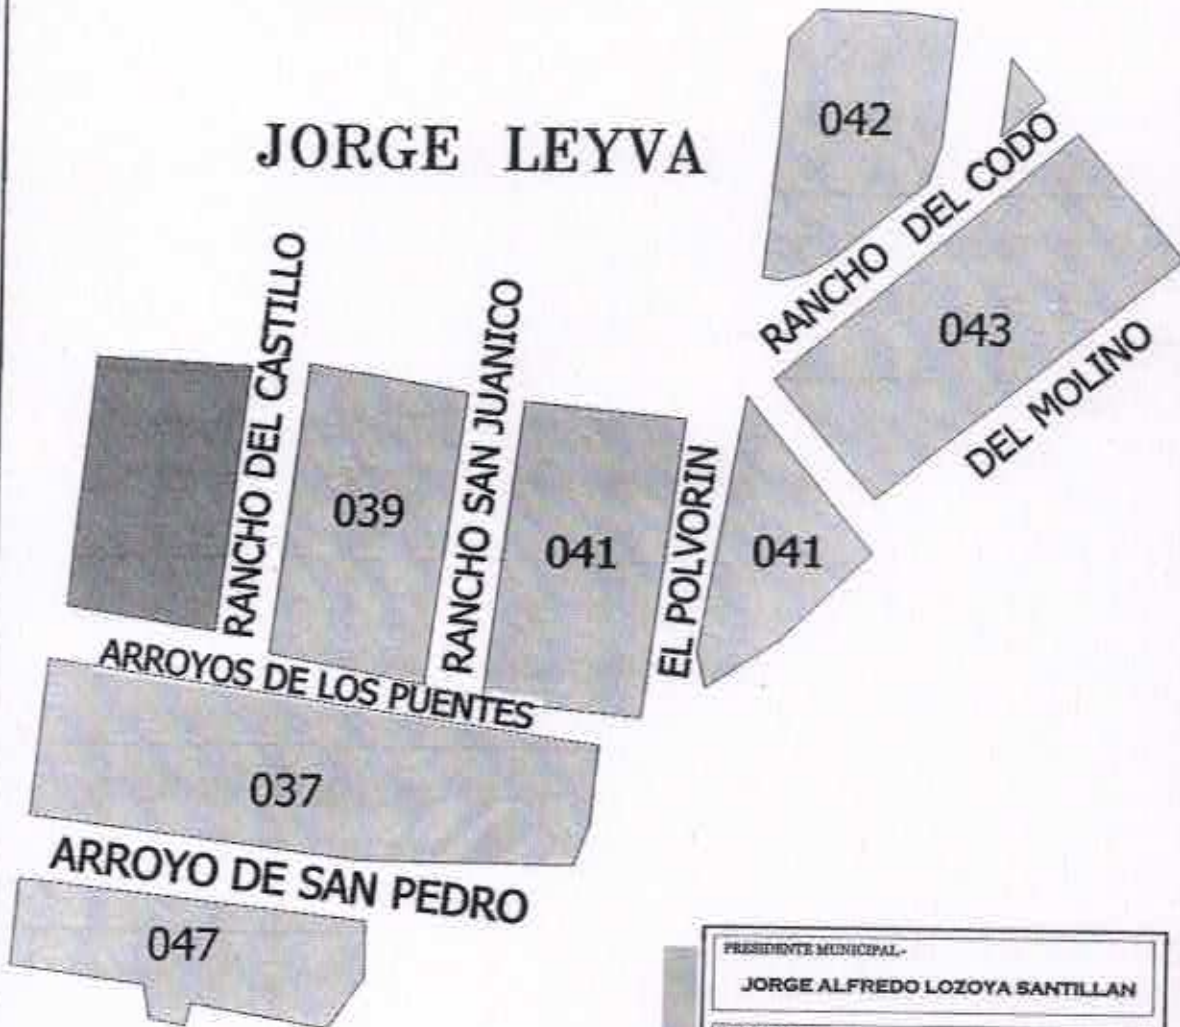 JORGE LEYVA
042
RANCHO DEL CODO
043
DEL MOLINO
RANCHO DEL CASTILLO
039
RANCHO SAN JUANICO
041
EL POLVORIN
041
ARROYOS DE LOS PUENTES
037
ARROYO DE SAN PEDRO
047
PRESIDENTE MUNICIPAL-
JORGE ALFREDO LOZOYA SANTILLAN